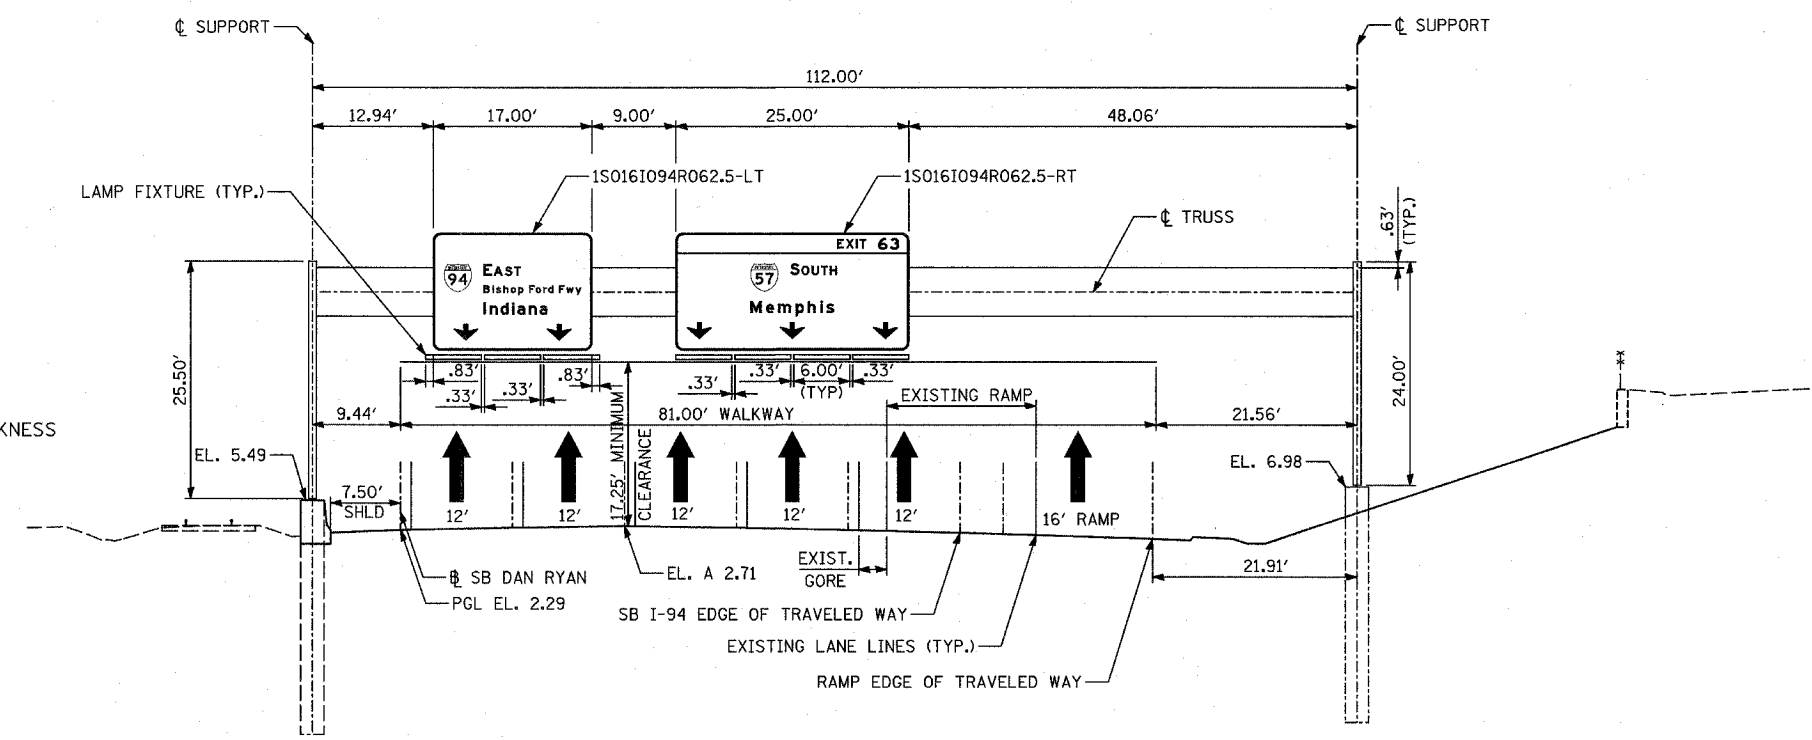 ℄ SUPPORT
℄ SUPPORT
112.00'
12.94'
17.00'
9.00'
25.00'
48.06'
1S016I094R062.5-LT
1S016I094R062.5-RT
LAMP FIXTURE (TYP.)
℄ TRUSS
.63'
(TYP.)
EXIT 63
94
EAST
Bishop Ford Fwy
Indiana
57
SOUTH
Memphis
25.50'
24.00'
.83'
.33'
.33'
.83'
.33'
.33'
6.00'
(TYP)
.33'
EXISTING RAMP
9.44'
81.00' WALKWAY
21.56'
17.25' MINIMUM
CLEARANCE
KNESS
EL. 5.49
EL. 6.98
7.50'
SHLD
12'
12'
12'
12'
12'
16' RAMP
EXIST.
GORE
21.91'
℄ SB DAN RYAN
PGL EL. 2.29
EL. A 2.71
SB I-94 EDGE OF TRAVELED WAY
EXISTING LANE LINES (TYP.)
RAMP EDGE OF TRAVELED WAY